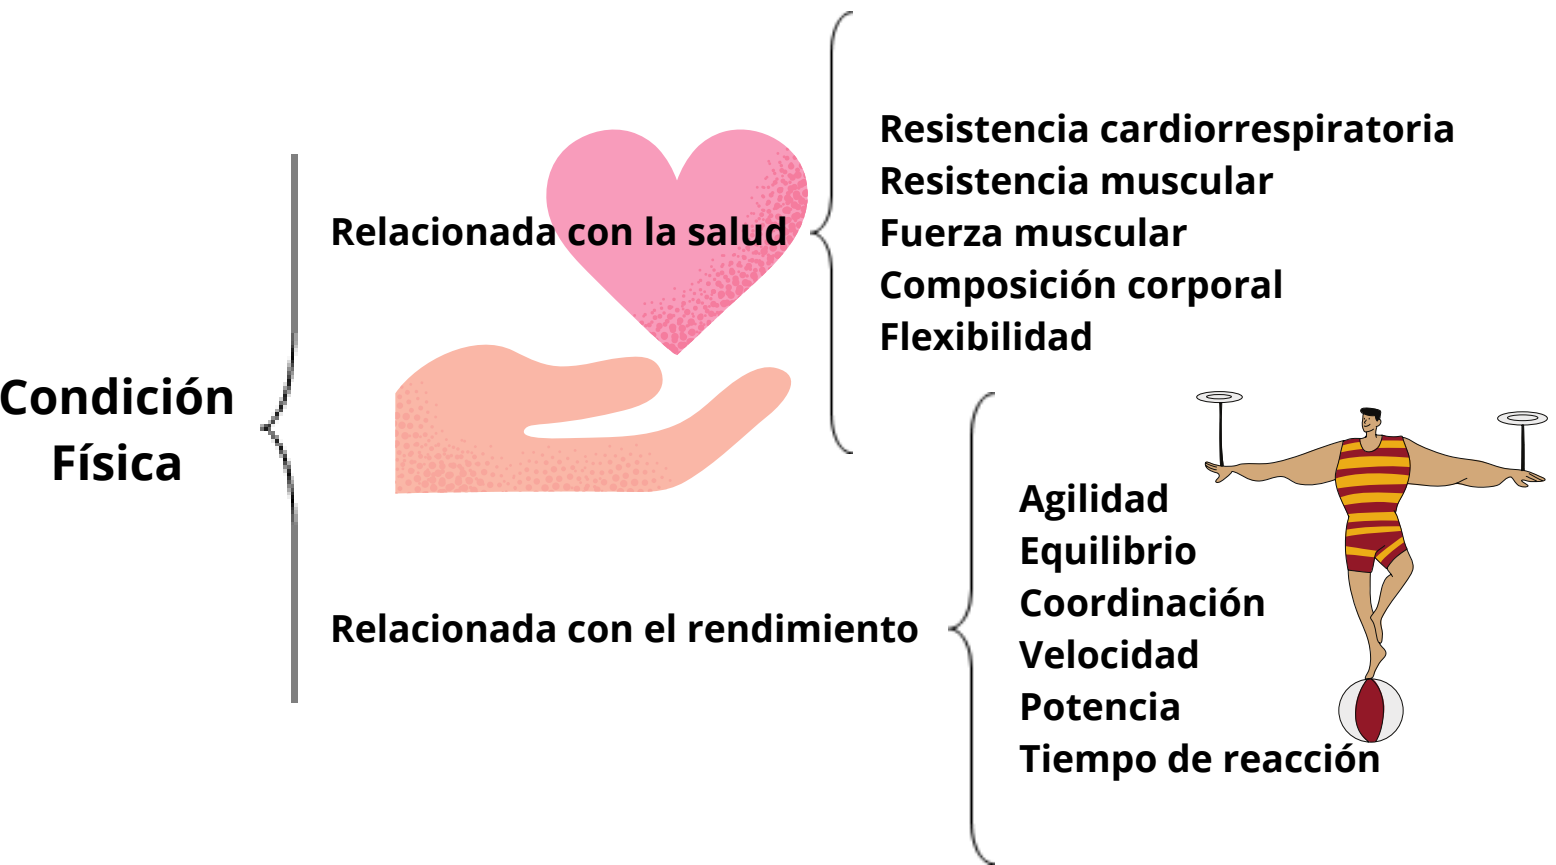 Condición
Física
Relacionada con la salud
Resistencia cardiorrespiratoria
Resistencia muscular
Fuerza muscular
Composición corporal
Flexibilidad
Relacionada con el rendimiento
Agilidad
Equilibrio
Coordinación
Velocidad
Potencia
Tiempo de reacción